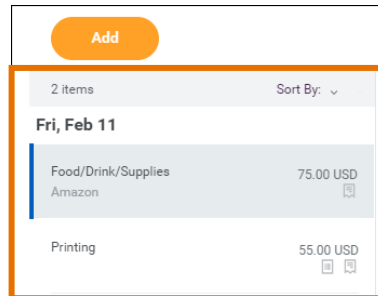 Add
2 items Sort By:
Fri, Feb 11
Food/Drink/Supplies 75.00 USD
Amazon
Printing 55.00 USD